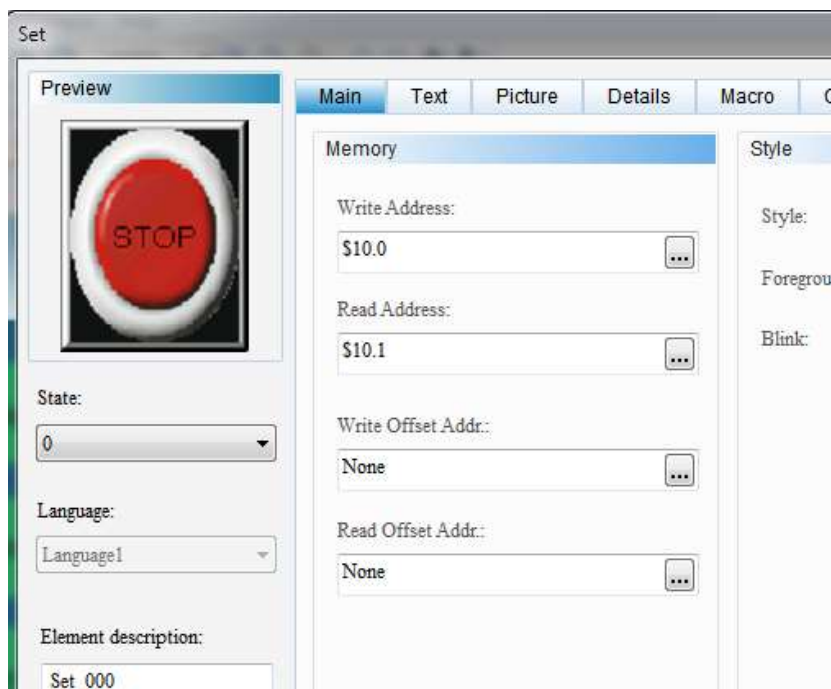 Set
Preview
STOP
State:
0
Language:
Language1
Element description:
Set_000
Main
Text
Picture
Details
Macro
Memory
Write Address:
$10.0
...
Read Address:
$10.1
...
Write Offset Addr.:
None
...
Read Offset Addr.:
None
...
Style
Style:
Blink: